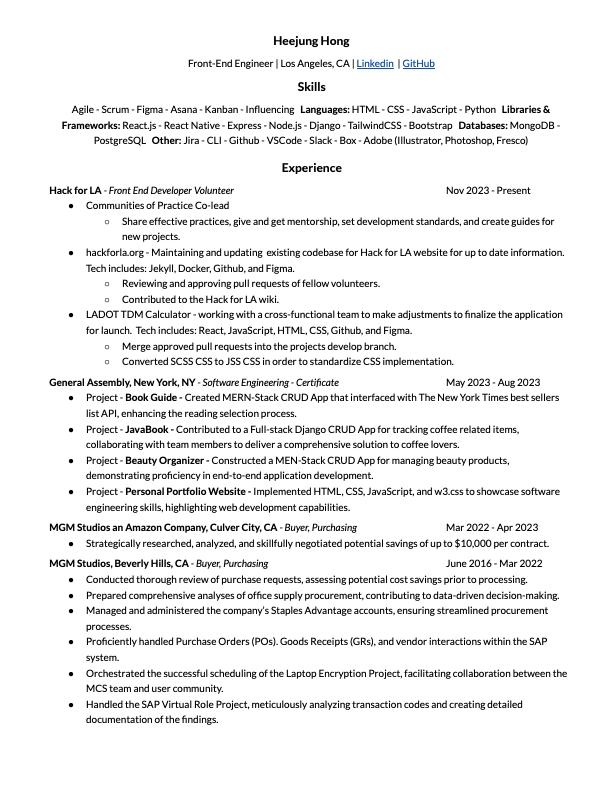 Heejung Hong
Front-End Engineer | Los Angeles, CA | Linkedin | GitHub
Skills
Agile - Scrum - Figma - Asana - Kanban - Influencing Languages: HTML - CSS - JavaScript - Python Libraries &
Frameworks: React.js - React Native - Express - Node.js - Django - TailwindCSS - Bootstrap Databases: MongoDB -
PostgreSQL Other: Jira - CLI - Github - VSCode - Slack - Box - Adobe (Illustrator, Photoshop, Fresco)
Experience
Hack for LA - Front End Developer Volunteer Nov 2023 - Present
● Communities of Practice Co-lead
○ Share effective practices, give and get mentorship, set development standards, and create guides for
new projects.
● hackforla.org - Maintaining and updating existing codebase for Hack for LA website for up to date information.
Tech includes: Jekyll, Docker, Github, and Figma.
○ Reviewing and approving pull requests of fellow volunteers.
○ Contributed to the Hack for LA wiki.
● LADOT TDM Calculator - working with a cross-functional team to make adjustments to finalize the application
for launch. Tech includes: React, JavaScript, HTML, CSS, Github, and Figma.
○ Merge approved pull requests into the projects develop branch.
○ Converted SCSS CSS to JSS CSS in order to standardize CSS implementation.
General Assembly, New York, NY - Software Engineering - Certificate May 2023 - Aug 2023
● Project - Book Guide - Created MERN-Stack CRUD App that interfaced with The New York Times best sellers
list API, enhancing the reading selection process.
● Project - JavaBook - Contributed to a Full-stack Django CRUD App for tracking coffee related items,
collaborating with team members to deliver a comprehensive solution to coffee lovers.
● Project - Beauty Organizer - Constructed a MEN-Stack CRUD App for managing beauty products,
demonstrating proficiency in end-to-end application development.
● Project - Personal Portfolio Website - Implemented HTML, CSS, JavaScript, and w3.css to showcase software
engineering skills, highlighting web development capabilities.
MGM Studios an Amazon Company, Culver City, CA - Buyer, Purchasing Mar 2022 - Apr 2023
● Strategically researched, analyzed, and skillfully negotiated potential savings of up to $10,000 per contract.
MGM Studios, Beverly Hills, CA - Buyer, Purchasing June 2016 - Mar 2022
● Conducted thorough review of purchase requests, assessing potential cost savings prior to processing.
● Prepared comprehensive analyses of office supply procurement, contributing to data-driven decision-making.
● Managed and administered the company's Staples Advantage accounts, ensuring streamlined procurement
processes.
● Proficiently handled Purchase Orders (POs). Goods Receipts (GRs), and vendor interactions within the SAP
system.
● Orchestrated the successful scheduling of the Laptop Encryption Project, facilitating collaboration between the
MCS team and user community.
● Handled the SAP Virtual Role Project, meticulously analyzing transaction codes and creating detailed
documentation of the findings.